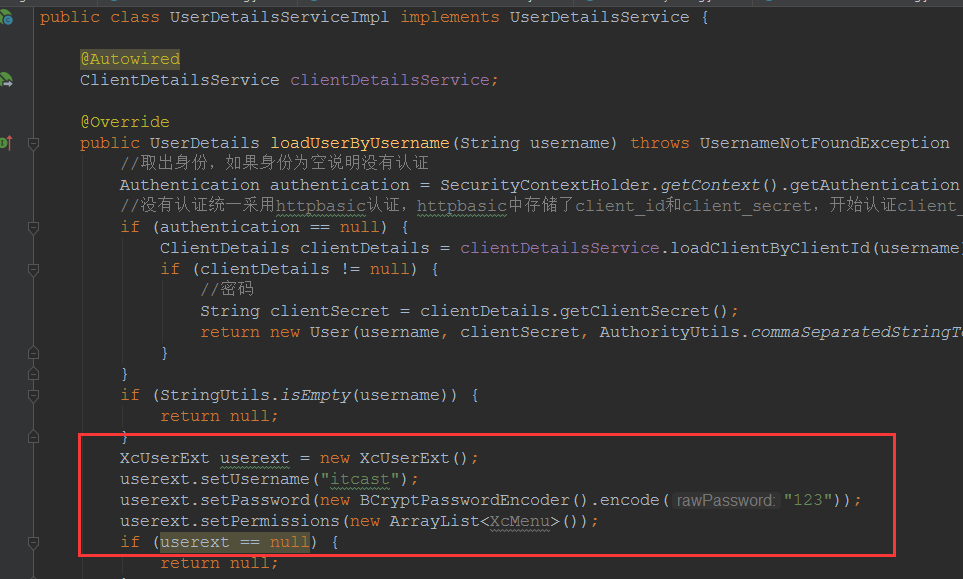 public class UserDetailsServiceImpl implements UserDetailsService {
@Autowired
ClientDetailsService clientDetailsService;
@Override
public UserDetails loadUserByUsername(String username) throws UsernameNotFoundException
//取出身份，如果身份为空说明没有认证
Authentication authentication = SecurityContextHolder.getContext().getAuthentication
//没有认证统一采用httpbasic认证，httpbasic中存储了client_id和client_secret，开始认证client_
if (authentication == null) {
ClientDetails clientDetails = clientDetailsService.loadClientByClientId(username)
if (clientDetails != null) {
//密码
String clientSecret = clientDetails.getClientSecret();
return new User(username, clientSecret, AuthorityUtils.commaSeparatedStringT
}
}
if (StringUtils.isEmpty(username)) {
return null;
}
XcUserExt userext = new XcUserExt();
userext.setUsername("itcast");
userext.setPassword(new BCryptPasswordEncoder().encode( rawPassword: "123"));
userext.setPermissions(new ArrayList<XcMenu>());
if (userext == null) {
return null;